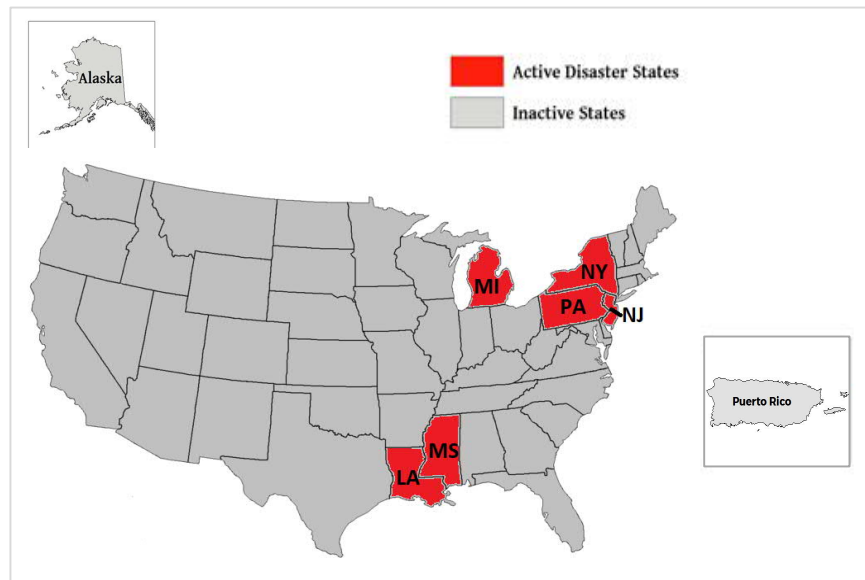 Alaska
Active Disaster States
Inactive States
MI
NY
PA
NJ
Puerto Rico
MS
LA